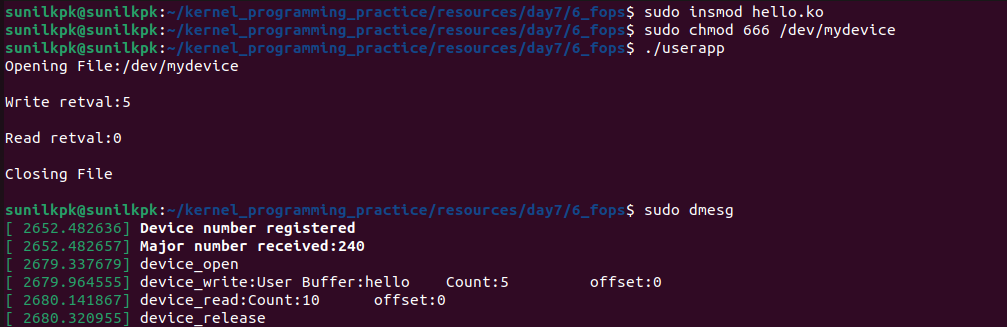 sunilkpk@sunilkpk:~/kernel_programming_practice/resources/day7/6_fops$ sudo insmod hello.ko
sunilkpk@sunilkpk:~/kernel_programming_practice/resources/day7/6_fops$ sudo chmod 666 /dev/mydevice
sunilkpk@sunilkpk:~/kernel_programming_practice/resources/day7/6_fops$ ./userapp
Opening File:/dev/mydevice
Write retval:5
Read retval:0
Closing File
sunilkpk@sunilkpk:~/kernel_programming_practice/resources/day7/6_fops$ sudo dmesg
[ 2652.482636] Device number registered
[ 2652.482657] Major number received:240
[ 2679.337679] device_open
[ 2679.964555] device_write:User Buffer:hello    Count:5         offset:0
[ 2680.141867] device_read:Count:10      offset:0
[ 2680.320955] device_release